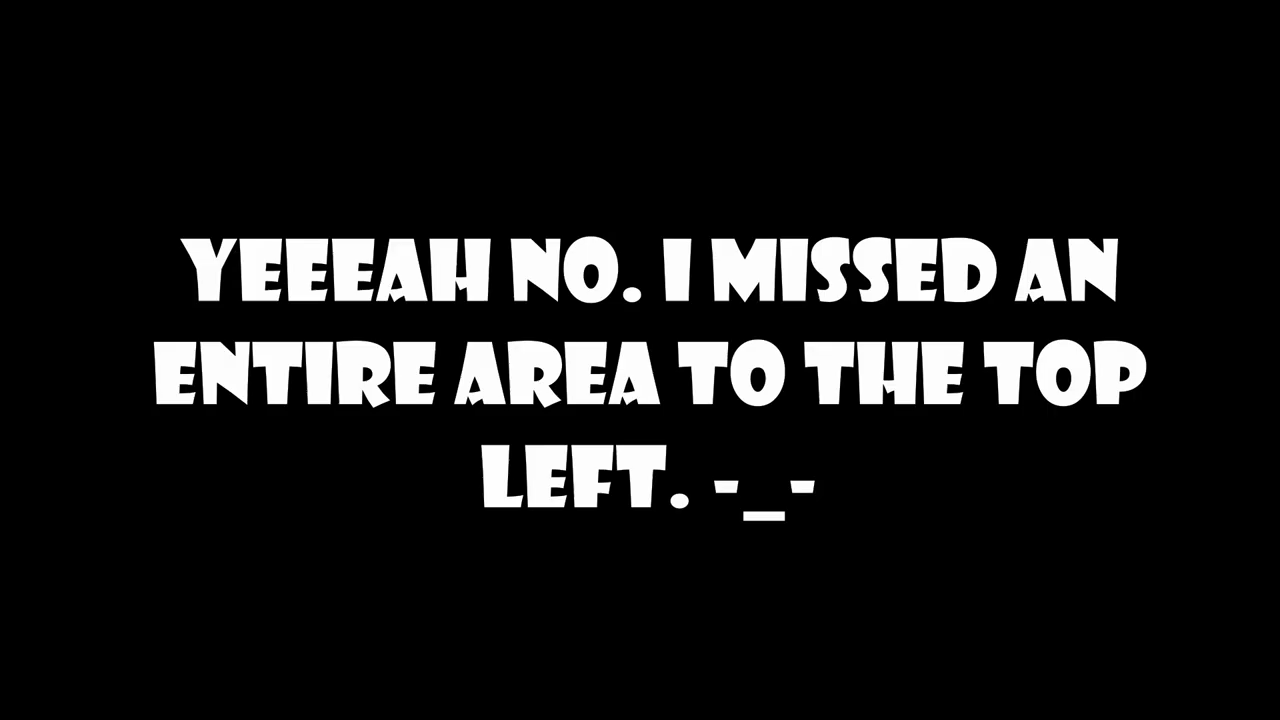 YEEEAH NO. I MISSED AN
ENTIRE AREA TO THE TOP
LEFT. -_-